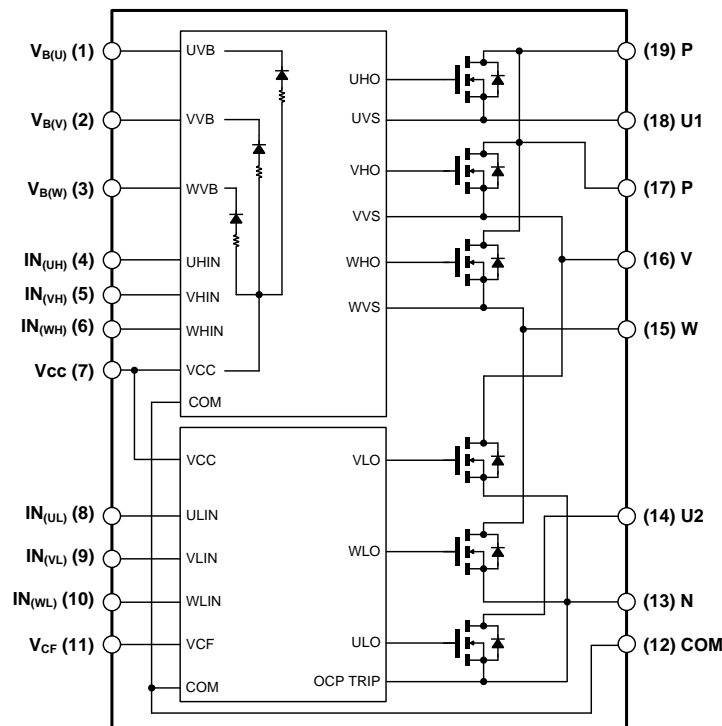 V_B(U) (1)
V_B(V) (2)
V_B(W) (3)
IN_(UH) (4)
IN_(VH) (5)
IN_(WH) (6)
Vcc (7)
IN_(UL) (8)
IN_(VL) (9)
IN_(WL) (10)
V_CF (11)
UVB
VVB
WVB
UHIN
VHIN
WHIN
VCC
COM
UHO
UVS
VHO
VVS
WHO
WVS
VCC
ULIN
VLIN
WLIN
VCF
COM
VLO
WLO
ULO
OCP TRIP
(19) P
(18) U1
(17) P
(16) V
(15) W
(14) U2
(13) N
(12) COM